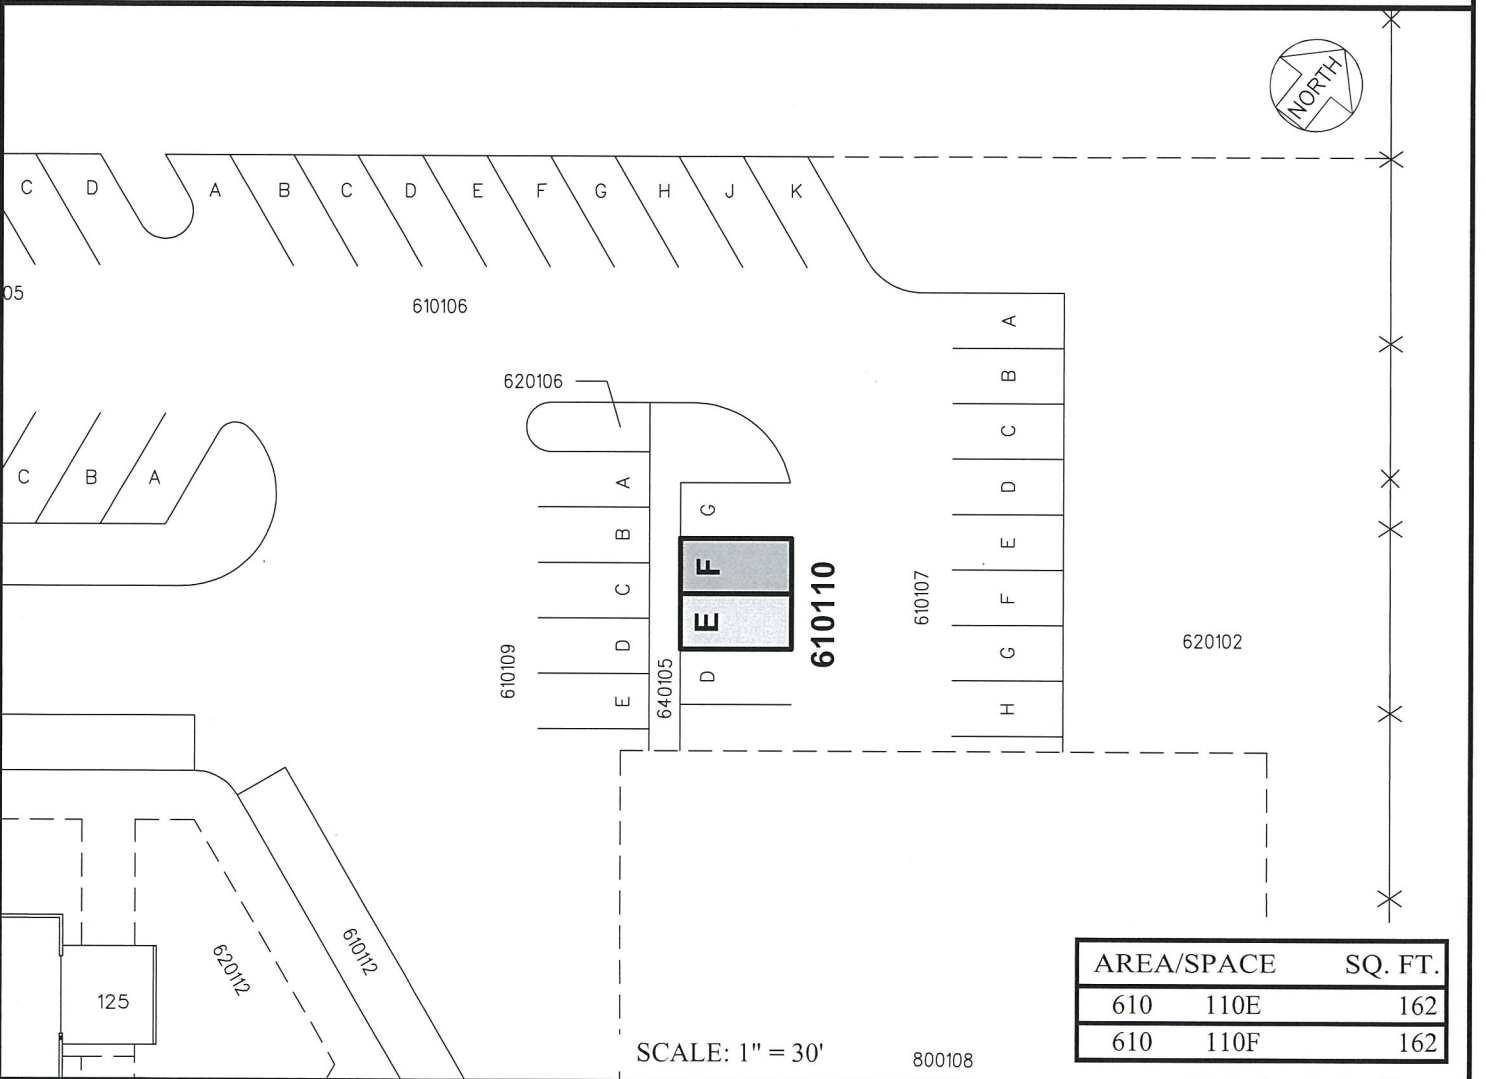 NORTH
C D A B C D E F G H J K
05
610106
620106
C B A
A
B
C
D
E
610109
640105
G
F
E
D
610110
610107
A
B
C
D
E
F
G
H
620102
610112
620112
125
SCALE: 1" = 30'
800108
AREA/SPACE SQ. FT.
610 110E 162
610 110F 162